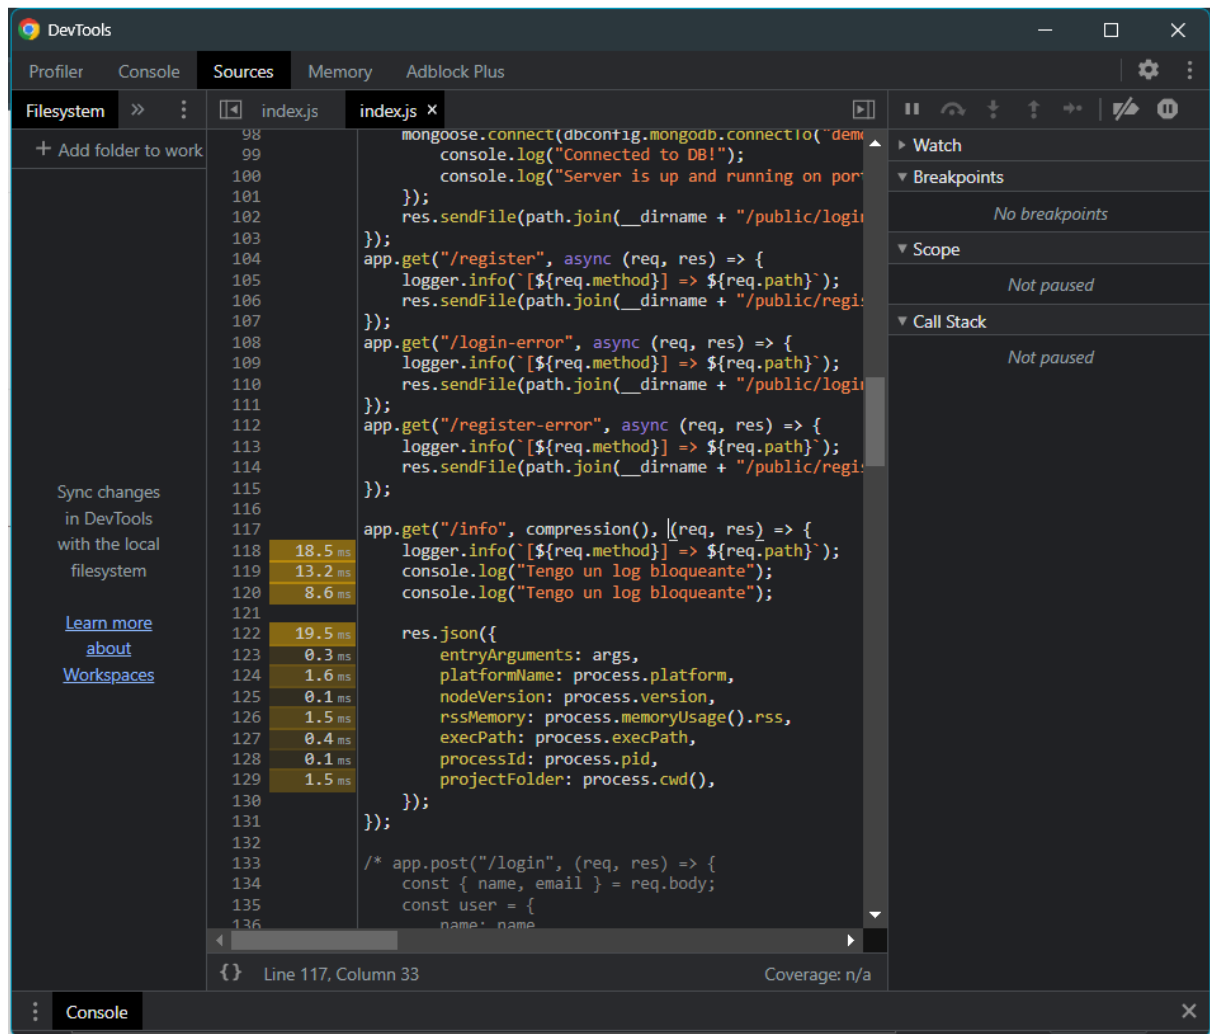 DevTools
Profiler Console Sources Memory Adblock Plus
Filesystem » index.js index.js ×
+ Add folder to work
98 mongoose.connect(dbconfig.mongodb.connectTo("dem
99 console.log("Connected to DB!");
100 console.log("Server is up and running on por
101 });
102 res.sendFile(path.join(__dirname + "/public/logi
103 });
104 app.get("/register", async (req, res) => {
105 logger.info(`[${req.method}] => ${req.path}`);
106 res.sendFile(path.join(__dirname + "/public/regi
107 });
108 app.get("/login-error", async (req, res) => {
109 logger.info(`[${req.method}] => ${req.path}`);
110 res.sendFile(path.join(__dirname + "/public/logi
111 });
112 app.get("/register-error", async (req, res) => {
113 logger.info(`[${req.method}] => ${req.path}`);
114 res.sendFile(path.join(__dirname + "/public/regi
115 });
116
117 app.get("/info", compression(), (req, res) => {
118 18.5 ms logger.info(`[${req.method}] => ${req.path}`);
119 13.2 ms console.log("Tengo un log bloqueante");
120 8.6 ms console.log("Tengo un log bloqueante");
121
122 19.5 ms res.json({
123 0.3 ms entryArguments: args,
124 1.6 ms platformName: process.platform,
125 0.1 ms nodeVersion: process.version,
126 1.5 ms rssMemory: process.memoryUsage().rss,
127 0.4 ms execPath: process.execPath,
128 0.1 ms processId: process.pid,
129 1.5 ms projectFolder: process.cwd(),
130 });
131 });
132
133 /* app.post("/login", (req, res) => {
134 const { name, email } = req.body;
135 const user = {
136 name: name
Sync changes
in DevTools
with the local
filesystem
Learn more
about
Workspaces
{} Line 117, Column 33 Coverage: n/a
Watch
Breakpoints
No breakpoints
Scope
Not paused
Call Stack
Not paused
Console